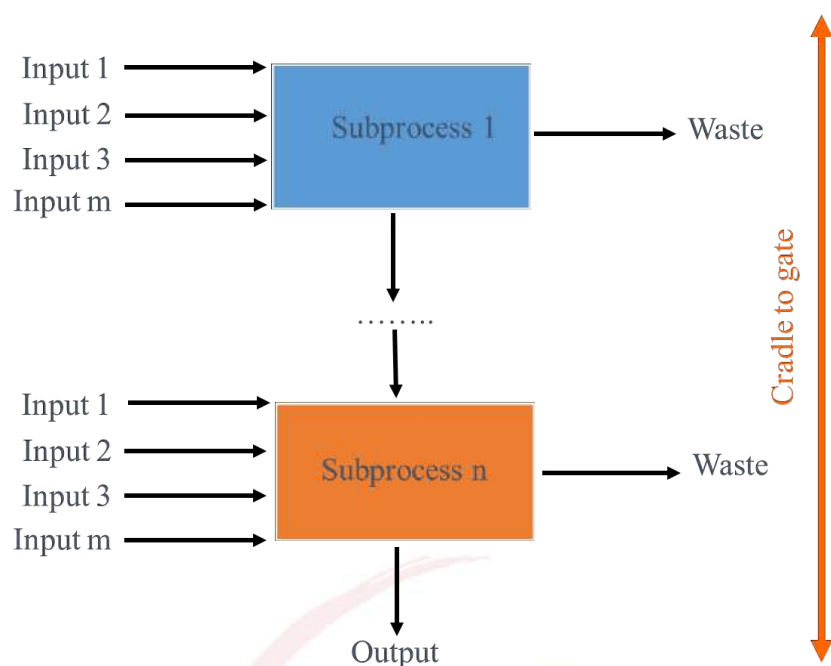 Input 1
Input 2
Input 3
Input m
Subprocess 1
Waste
........
Input 1
Input 2
Input 3
Input m
Subprocess n
Waste
Output
Cradle to gate